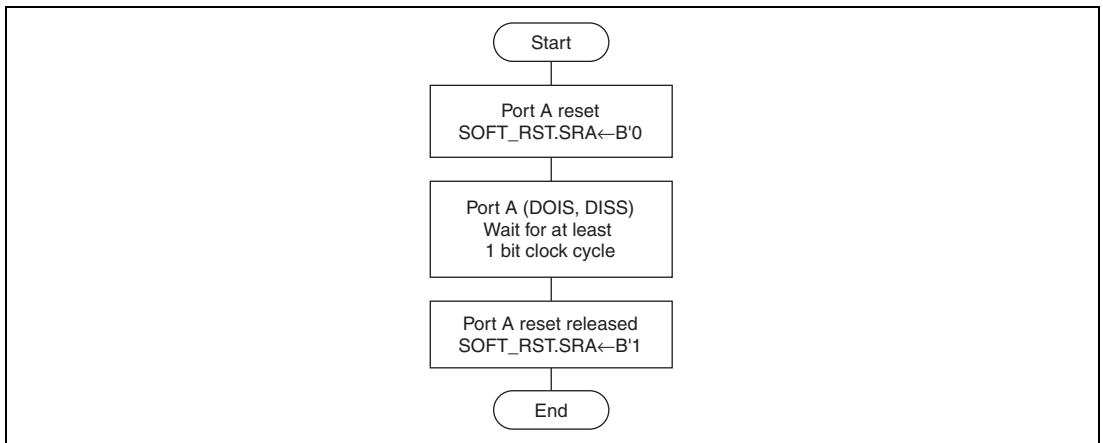 Start
Port A reset
SOFT_RST.SRA←B'0
Port A (DOIS, DISS)
Wait for at least
1 bit clock cycle
Port A reset released
SOFT_RST.SRA←B'1
End